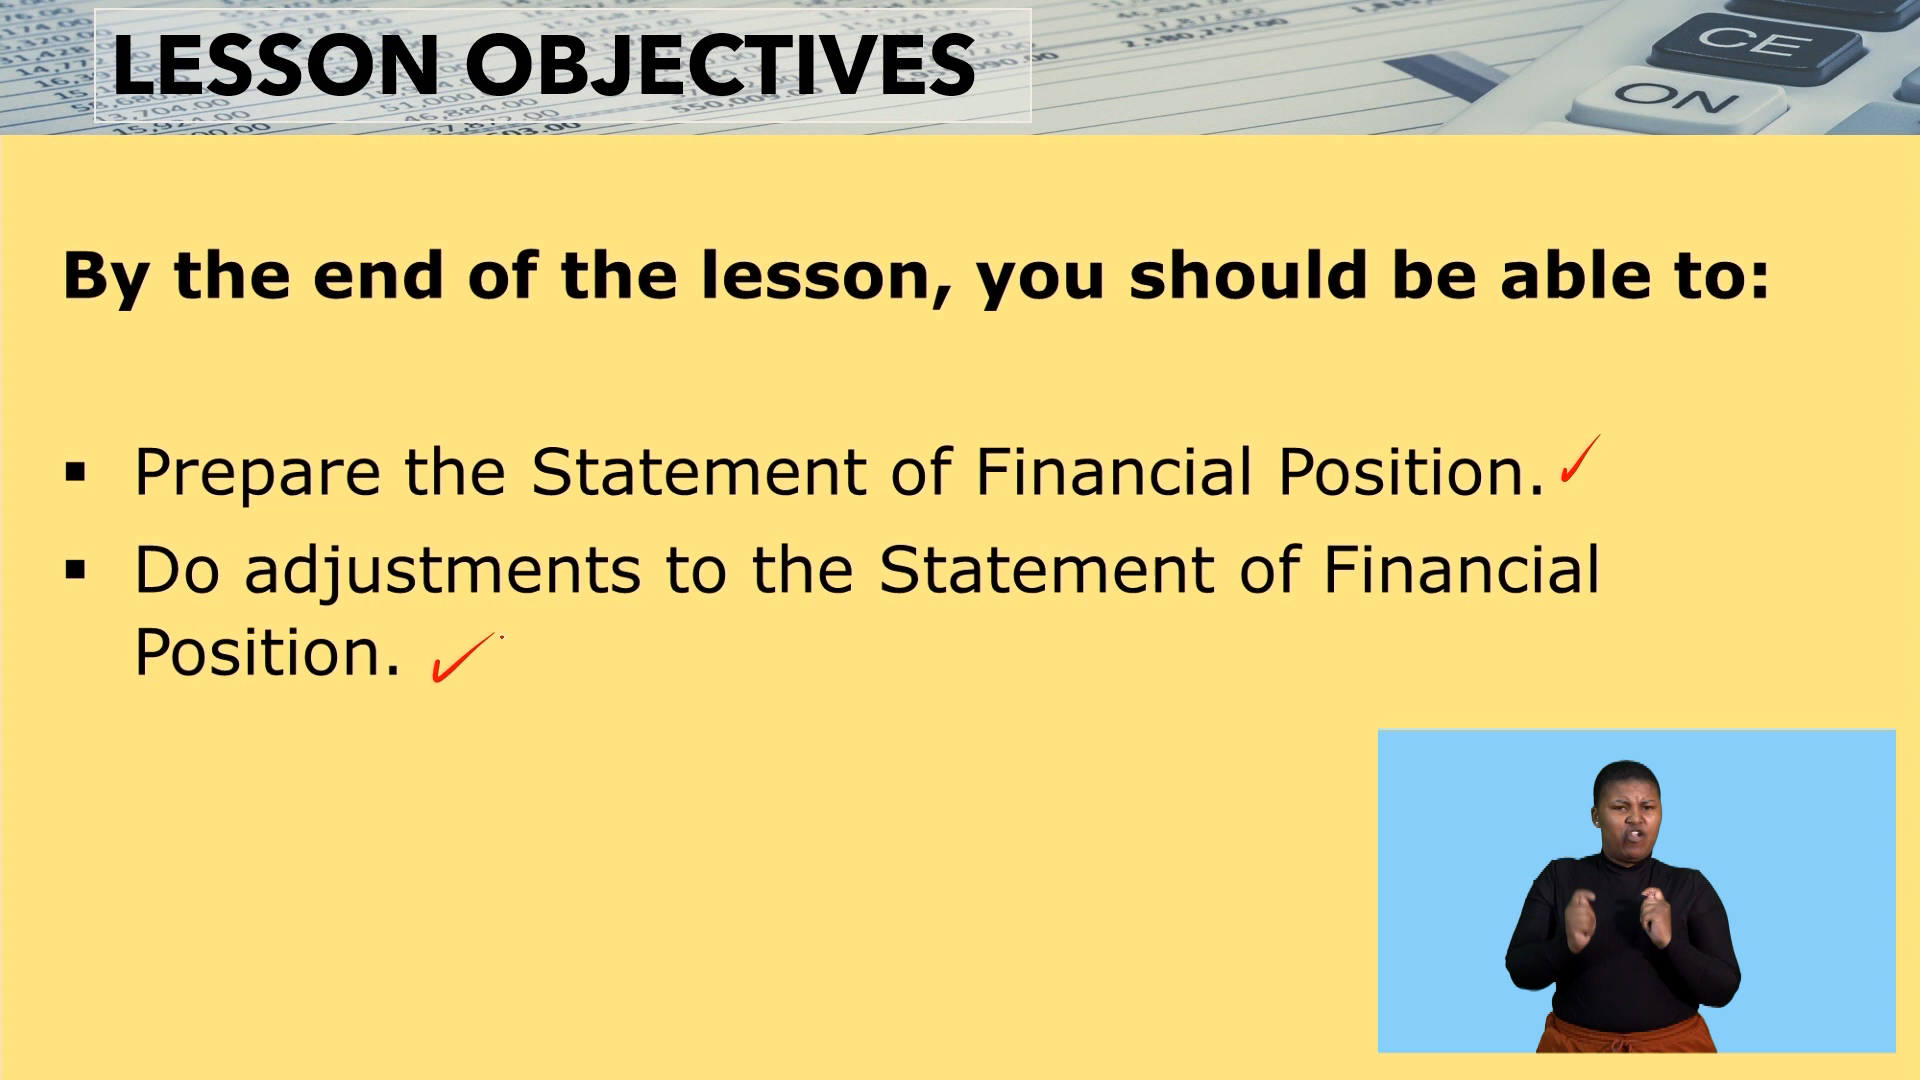 LESSON OBJECTIVES
CE
ON
By the end of the lesson, you should be able to:
▪ Prepare the Statement of Financial Position.
▪ Do adjustments to the Statement of Financial
Position.